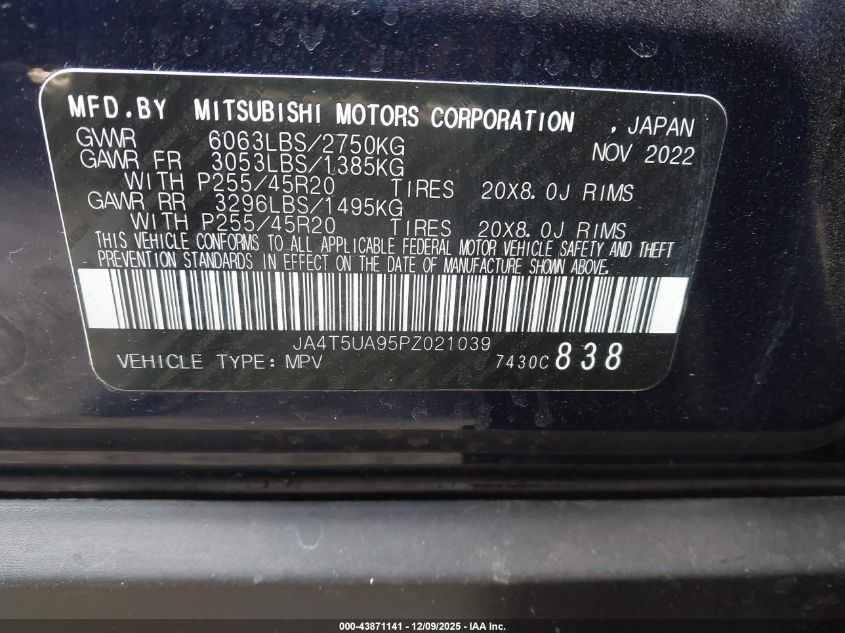 MFD.BY MITSUBISHI MOTORS CORPORATION , JAPAN
GVWR 6063LBS/2750KG NOV 2022
GAWR FR 3053LBS/1385KG
WITH P255/45R20 TIRES 20X8.0J RIMS
GAWR RR 3296LBS/1495KG
WITH P255/45R20 TIRES 20X8.0J RIMS
THIS VEHICLE CONFORMS TO ALL APPLICABLE FEDERAL MOTOR VEHICLE SAFETY AND THEFT
PREVENTION STANDARDS IN EFFECT ON THE DATE OF MANUFACTURE SHOWN ABOVE.
JA4T5UA95PZ021039
VEHICLE TYPE: MPV 7430C 838
000-43871141 - 12/09/2025 - IAA Inc.